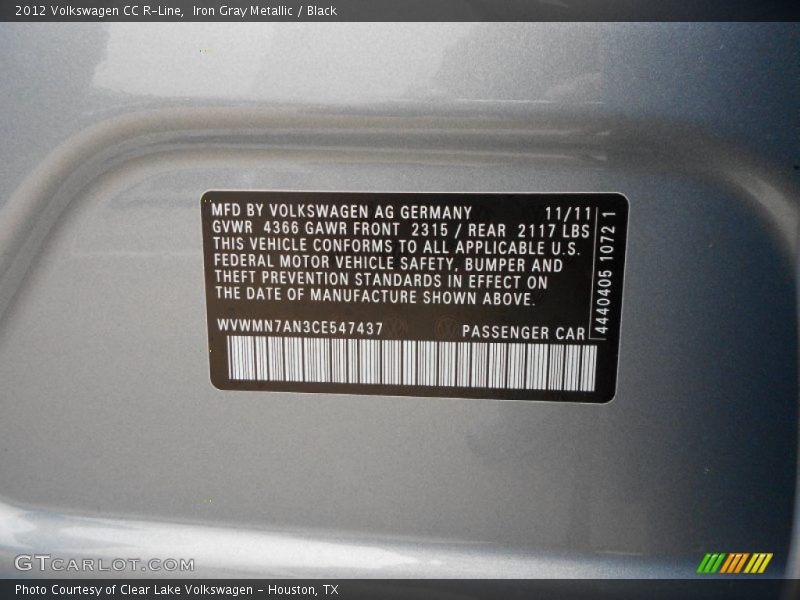 2012 Volkswagen CC R-Line,  Iron Gray Metallic / Black
MFD BY VOLKSWAGEN AG GERMANY 11/11
GVWR 4366 GAWR FRONT 2315 / REAR 2117 LBS
THIS VEHICLE CONFORMS TO ALL APPLICABLE U.S.
FEDERAL MOTOR VEHICLE SAFETY, BUMPER AND
THEFT PREVENTION STANDARDS IN EFFECT ON
THE DATE OF MANUFACTURE SHOWN ABOVE.
WVWMN7AN3CE547437 PASSENGER CAR
4440405 1072 1
GTCARLOT.COM
Photo Courtesy of Clear Lake Volkswagen - Houston, TX